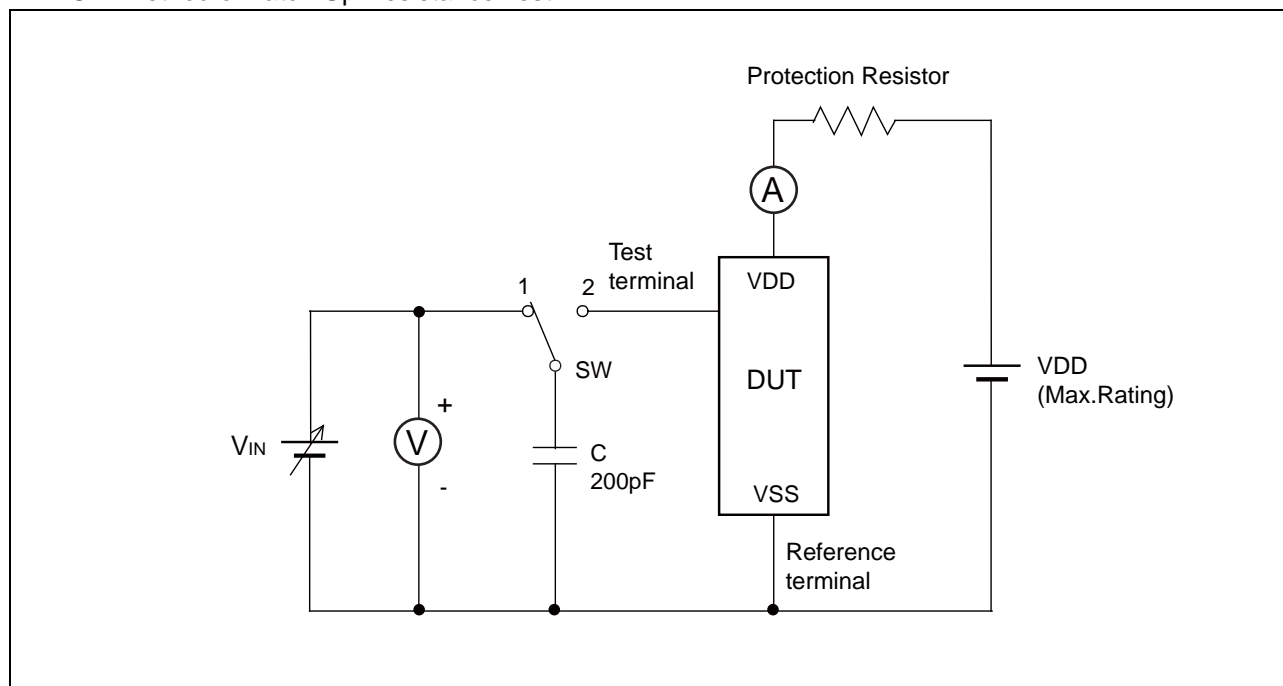 Protection Resistor
A
Test
terminal
VDD
1
2
SW
DUT
VDD
(Max.Rating)
VIN
+
V
-
C
200pF
VSS
Reference
terminal